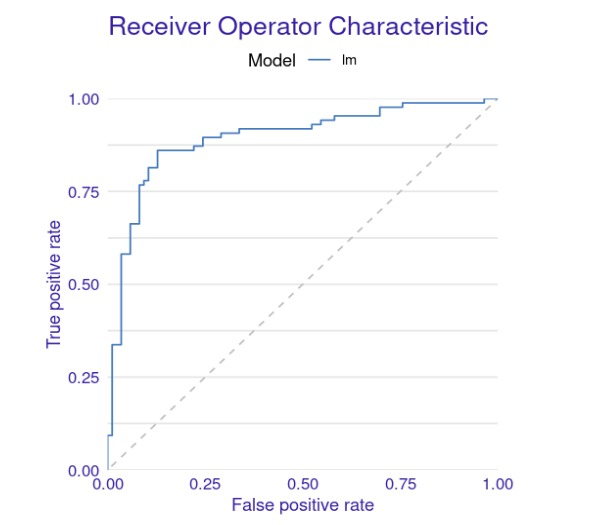 Receiver Operator Characteristic
Model lm
1.00
0.75
0.50
0.25
0.00
True positive rate
0.00 0.25 0.50 0.75 1.00
False positive rate